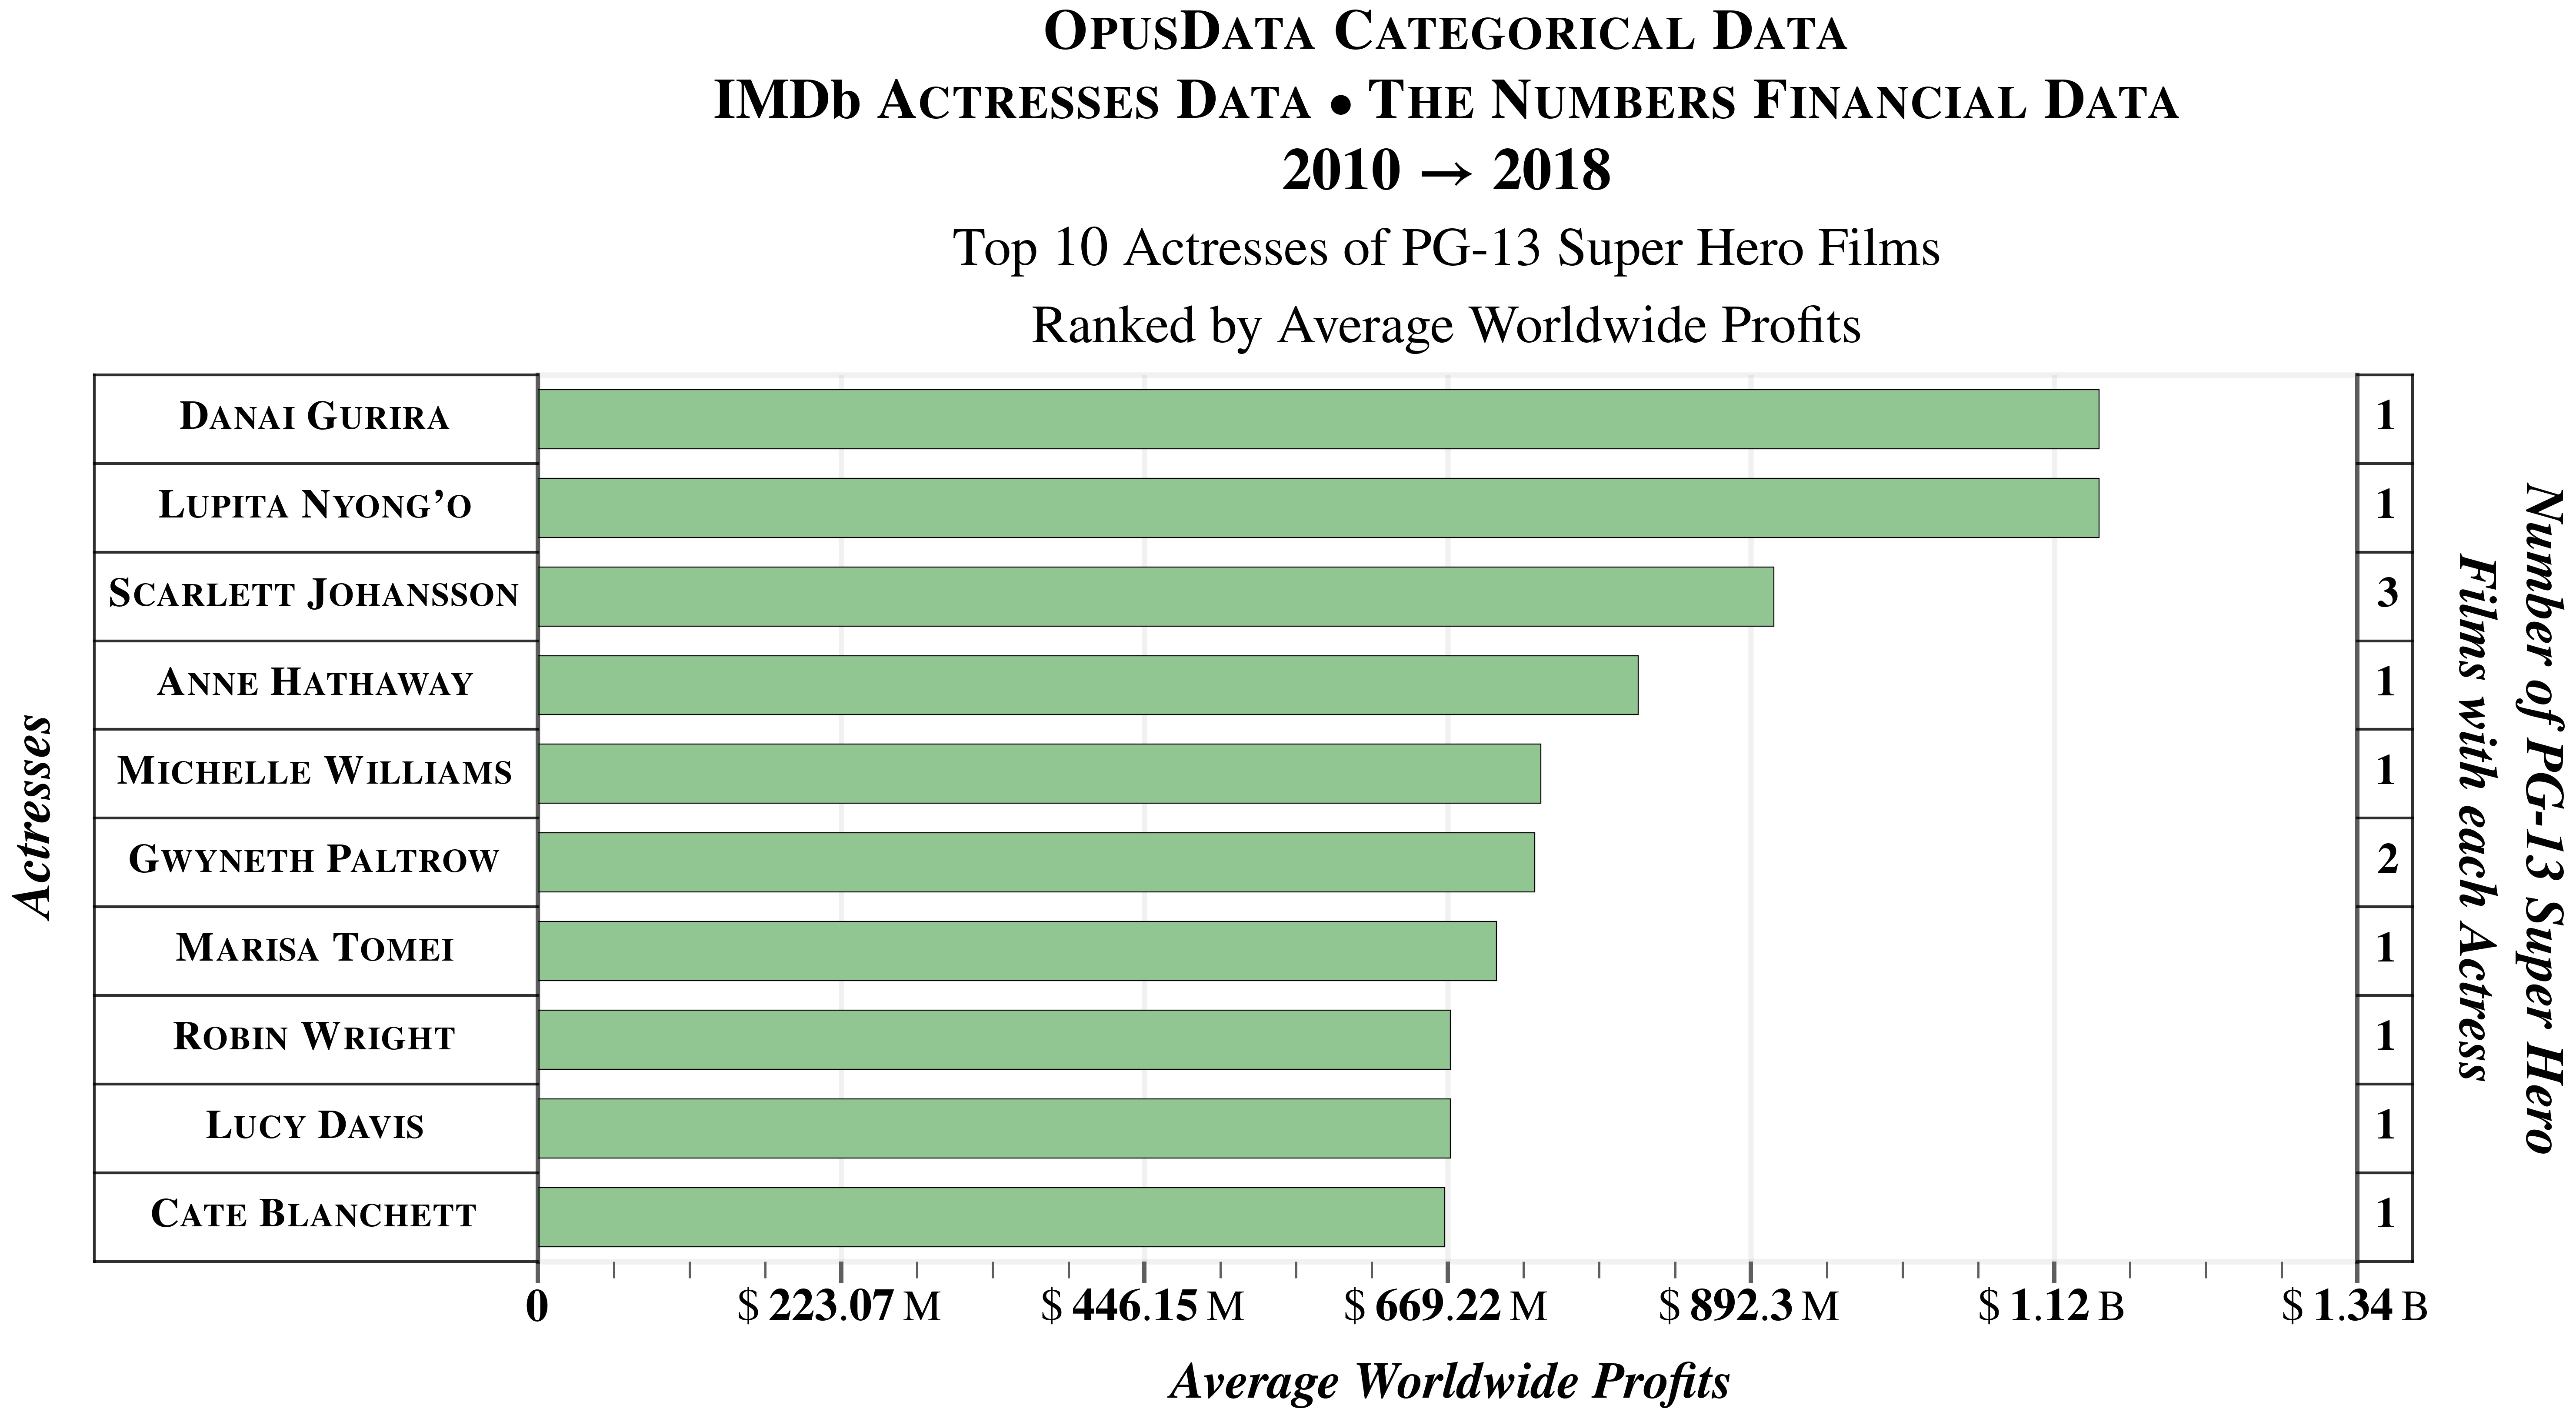 OpusData Categorical Data
IMDb Actresses Data • The Numbers Financial Data
2010 → 2018
Top 10 Actresses of PG-13 Super Hero Films
Ranked by Average Worldwide Profits
Actresses
Danai Gurira 1
Lupita Nyong’o 1
Scarlett Johansson 3
Anne Hathaway 1
Michelle Williams 1
Gwyneth Paltrow 2
Marisa Tomei 1
Robin Wright 1
Lucy Davis 1
Cate Blanchett 1
Number of PG-13 Super Hero
Films with each Actress
0 $ 223.07 M $ 446.15 M $ 669.22 M $ 892.3 M $ 1.12 B $ 1.34 B
Average Worldwide Profits